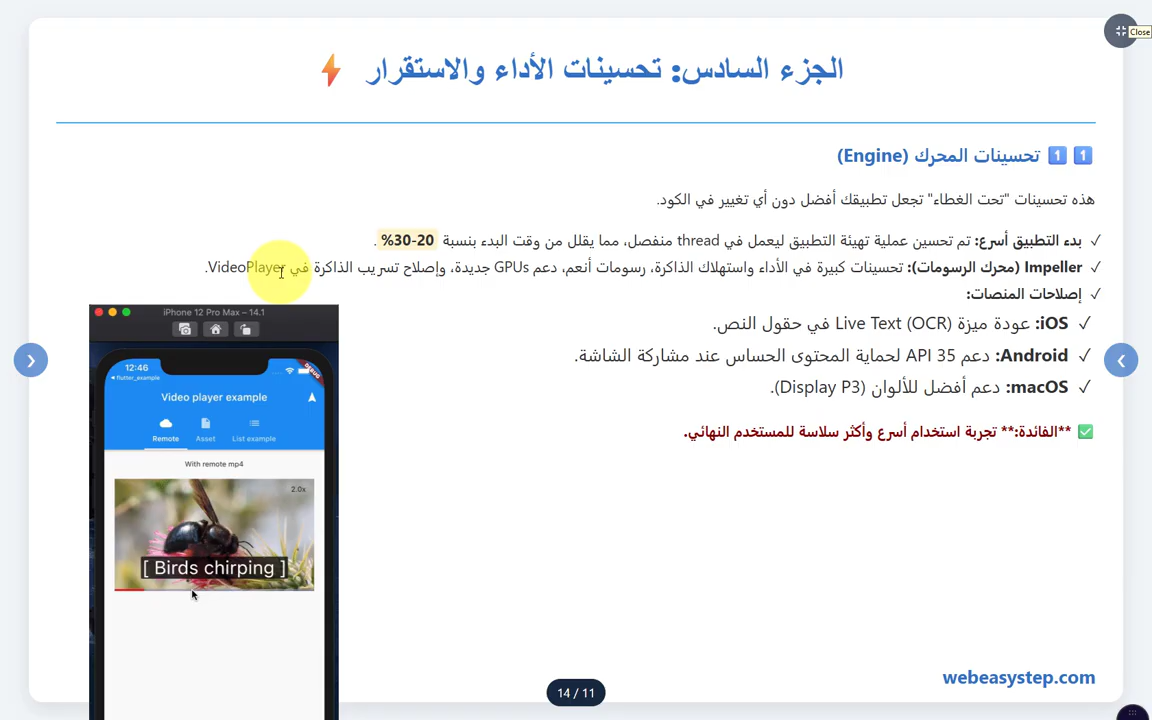 Close
الجزء السادس: تحسينات الأداء والاستقرار ⚡
1️⃣ 1️⃣ تحسينات المحرك (Engine)
هذه تحسينات "تحت الغطاء" تجعل تطبيقك أفضل دون أي تغيير في الكود.
✓ بدء التطبيق أسرع: تم تحسين عملية تهيئة التطبيق ليعمل في thread منفصل، مما يقلل من وقت البدء بنسبة 20-30% .
✓ Impeller (محرك الرسومات): تحسينات كبيرة في الأداء واستهلاك الذاكرة، رسومات أنعم، دعم GPUs جديدة، وإصلاح تسريب الذاكرة في VideoPlayer.
✓ إصلاحات المنصات:
✓ iOS: عودة ميزة Live Text (OCR) في حقول النص.
✓ Android: دعم API 35 لحماية المحتوى الحساس عند مشاركة الشاشة.
✓ macOS: دعم أفضل للألوان (Display P3).
✅ **الفائدة:** تجربة استخدام أسرع وأكثر سلاسة للمستخدم النهائي.
iPhone 12 Pro Max – 14.1
12:46
flutter_example
DEBUG
Video player example
Remote Asset List example
With remote mp4
2.0x
[ Birds chirping ]
webeasystep.com
14 / 11